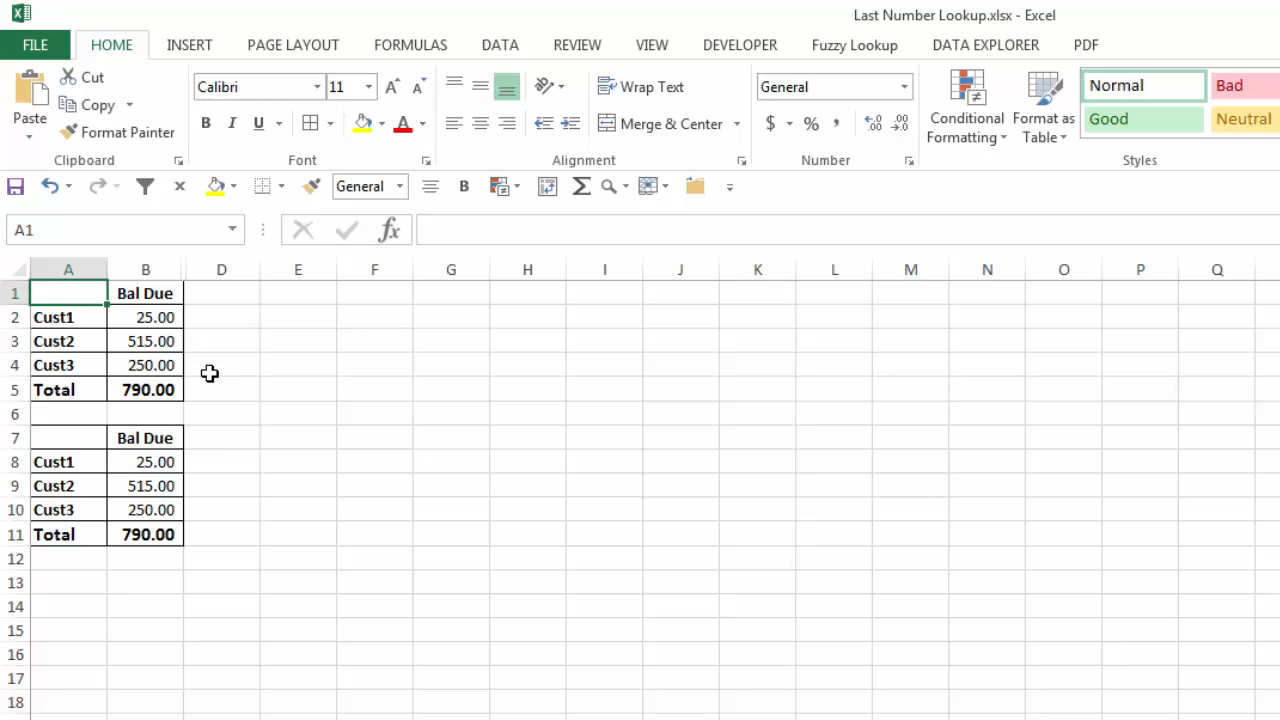 Last Number Lookup.xlsx - Excel
FILE HOME INSERT PAGE LAYOUT FORMULAS DATA REVIEW VIEW DEVELOPER Fuzzy Lookup DATA EXPLORER PDF
Paste
Cut
Copy
Format Painter
Clipboard
Calibri 11
B I U
Font
Wrap Text
Merge & Center
Alignment
General
$ % ,
Number
Conditional Formatting
Format as Table
Normal Bad
Good Neutral
Styles
General B
A1 fx
A B D E F G H I J K L M N O P Q
1 Bal Due
2 Cust1 25.00
3 Cust2 515.00
4 Cust3 250.00
5 Total 790.00
6
7 Bal Due
8 Cust1 25.00
9 Cust2 515.00
10 Cust3 250.00
11 Total 790.00
12
13
14
15
16
17
18